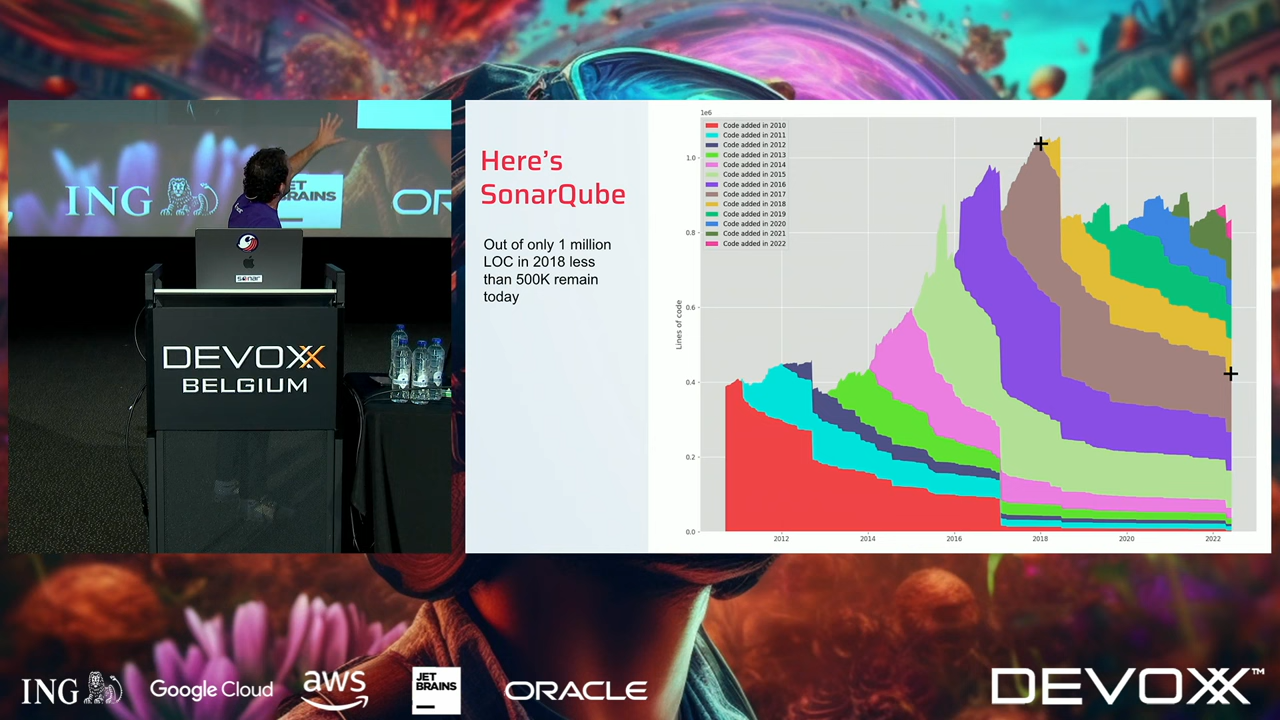 ING
JET
BRAINS
OR
sonar
DEVOXX
BELGIUM
Here's
SonarQube
Out of only 1 million
LOC in 2018 less
than 500K remain
today
1e6
Code added in 2010
Code added in 2011
Code added in 2012
Code added in 2013
Code added in 2014
Code added in 2015
Code added in 2016
Code added in 2017
Code added in 2018
Code added in 2019
Code added in 2020
Code added in 2021
Code added in 2022
1.0
0.8
0.6
0.4
0.2
0.0
Lines of code
2012 2014 2016 2018 2020 2022
ING Google Cloud aws JET BRAINS ORACLE DEVOXX™